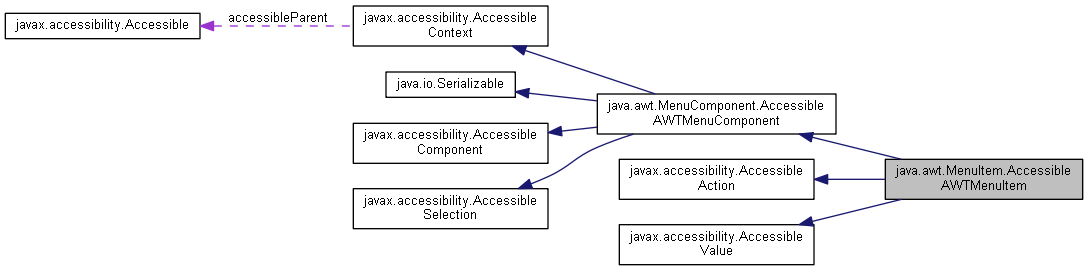 javax.accessibility.Accessible
accessibleParent
javax.accessibility.Accessible
Context
java.io.Serializable
java.awt.MenuComponent.Accessible
AWTMenuComponent
javax.accessibility.Accessible
Component
javax.accessibility.Accessible
Action
java.awt.MenuItem.Accessible
AWTMenuItem
javax.accessibility.Accessible
Selection
javax.accessibility.Accessible
Value